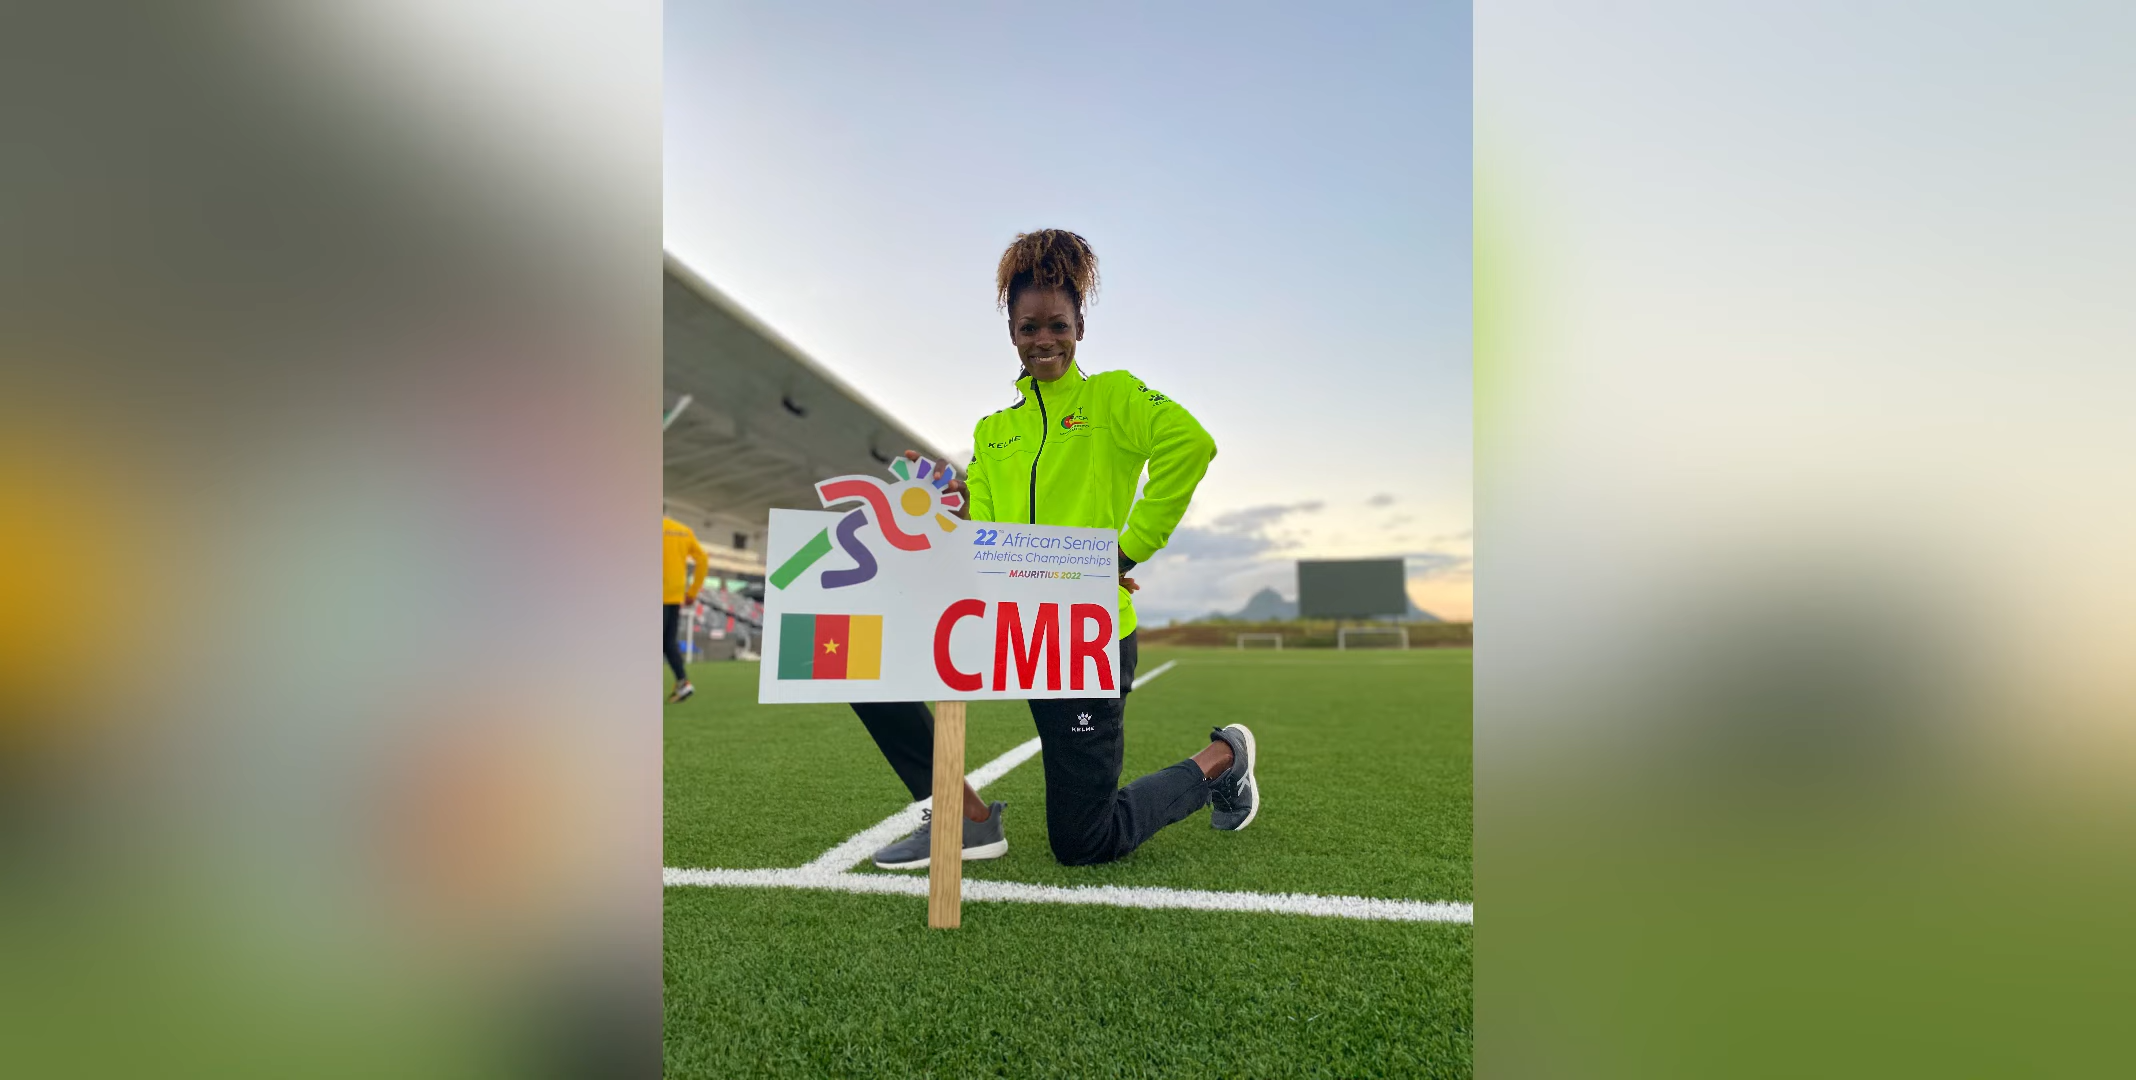 KELME
22nd African Senior
Athletics Championships
MAURITIUS 2022
CMR
KELME